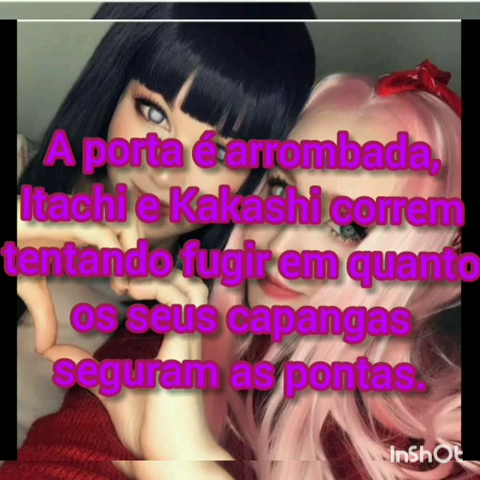 A porta é arrombada,
Itachi e Kakashi correm
tentando fugir em quanto
os seus capangas
seguram as pontas.
InShOt